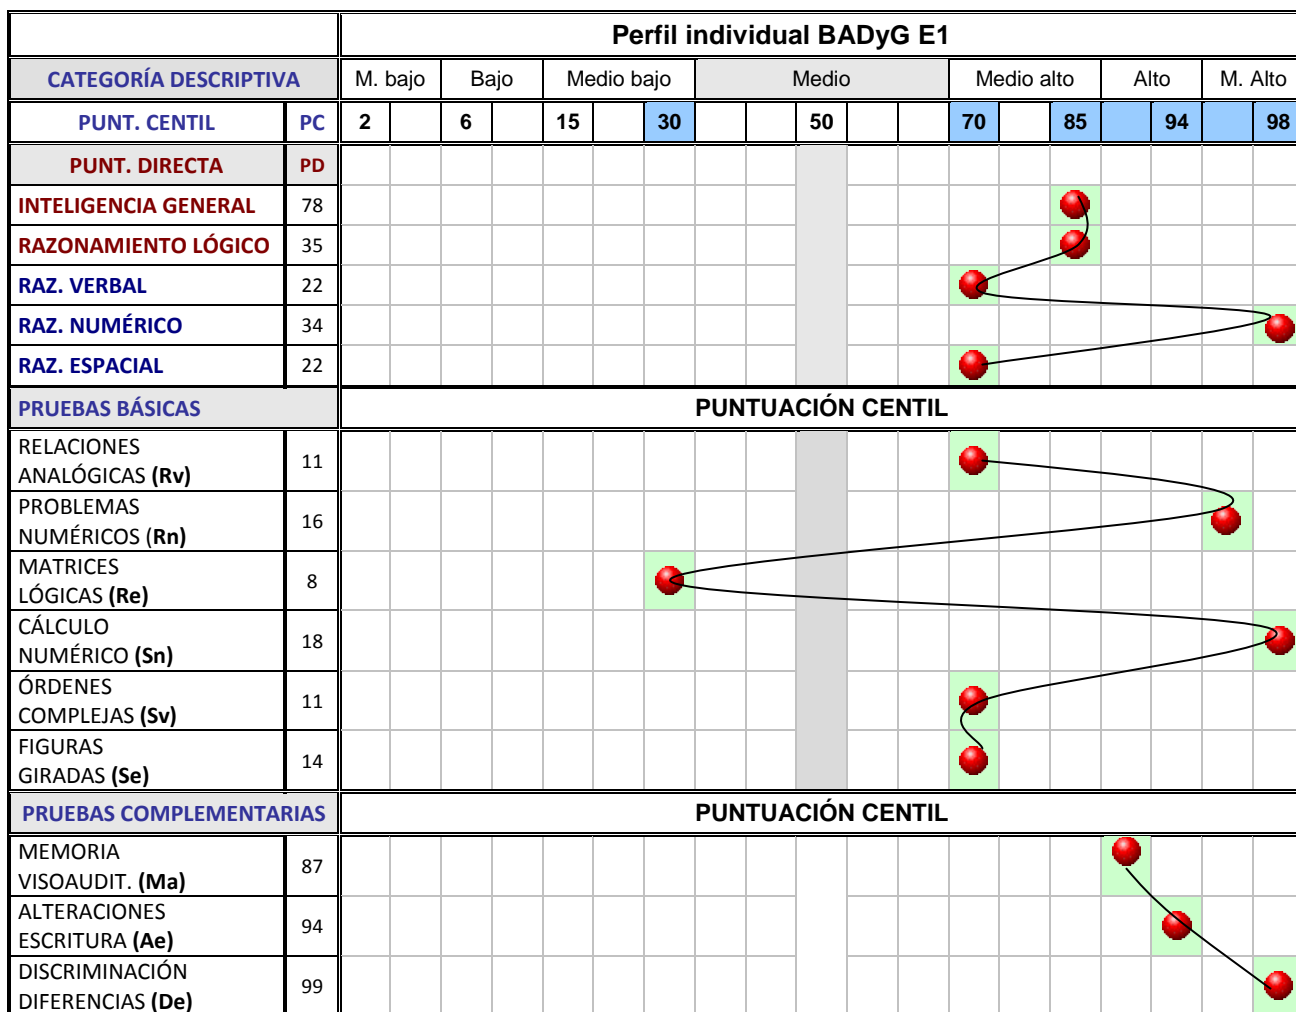 Perfil individual BADyG E1
CATEGORÍA DESCRIPTIVA M. bajo Bajo Medio bajo Medio Medio alto Alto M. Alto
PUNT. CENTIL PC 2 6 15 30 50 70 85 94 98
PUNT. DIRECTA PD
INTELIGENCIA GENERAL 78
RAZONAMIENTO LÓGICO 35
RAZ. VERBAL 22
RAZ. NUMÉRICO 34
RAZ. ESPACIAL 22
PRUEBAS BÁSICAS PUNTUACIÓN CENTIL
RELACIONES
ANALÓGICAS (Rv) 11
PROBLEMAS
NUMÉRICOS (Rn) 16
MATRICES
LÓGICAS (Re) 8
CÁLCULO
NUMÉRICO (Sn) 18
ÓRDENES
COMPLEJAS (Sv) 11
FIGURAS
GIRADAS (Se) 14
PRUEBAS COMPLEMENTARIAS PUNTUACIÓN CENTIL
MEMORIA
VISOAUDIT. (Ma) 87
ALTERACIONES
ESCRITURA (Ae) 94
DISCRIMINACIÓN
DIFERENCIAS (De) 99